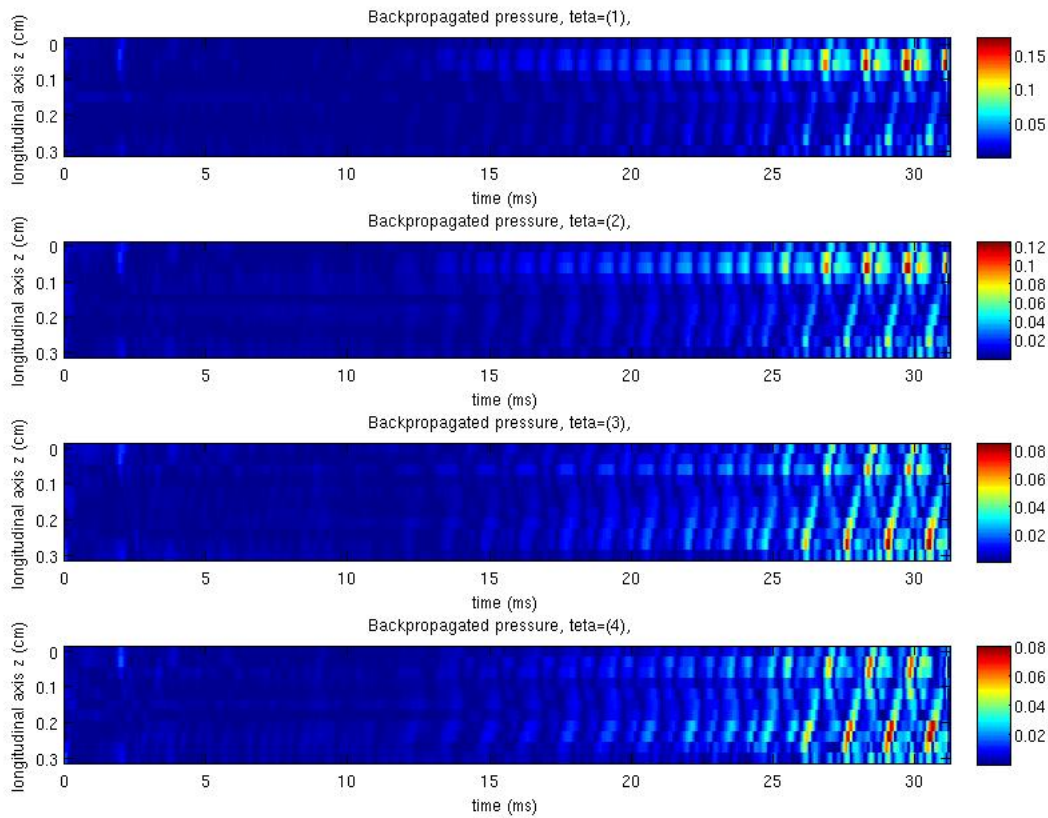 Backpropagated pressure, teta=(1),
longitudinal axis z (cm)
0
0.1
0.2
0.3
0 5 10 15 20 25 30
time (ms)
0.15
0.1
0.05
Backpropagated pressure, teta=(2),
longitudinal axis z (cm)
0
0.1
0.2
0.3
0 5 10 15 20 25 30
time (ms)
0.12
0.1
0.08
0.06
0.04
0.02
Backpropagated pressure, teta=(3),
longitudinal axis z (cm)
0
0.1
0.2
0.3
0 5 10 15 20 25 30
time (ms)
0.08
0.06
0.04
0.02
Backpropagated pressure, teta=(4),
longitudinal axis z (cm)
0
0.1
0.2
0.3
0 5 10 15 20 25 30
time (ms)
0.08
0.06
0.04
0.02